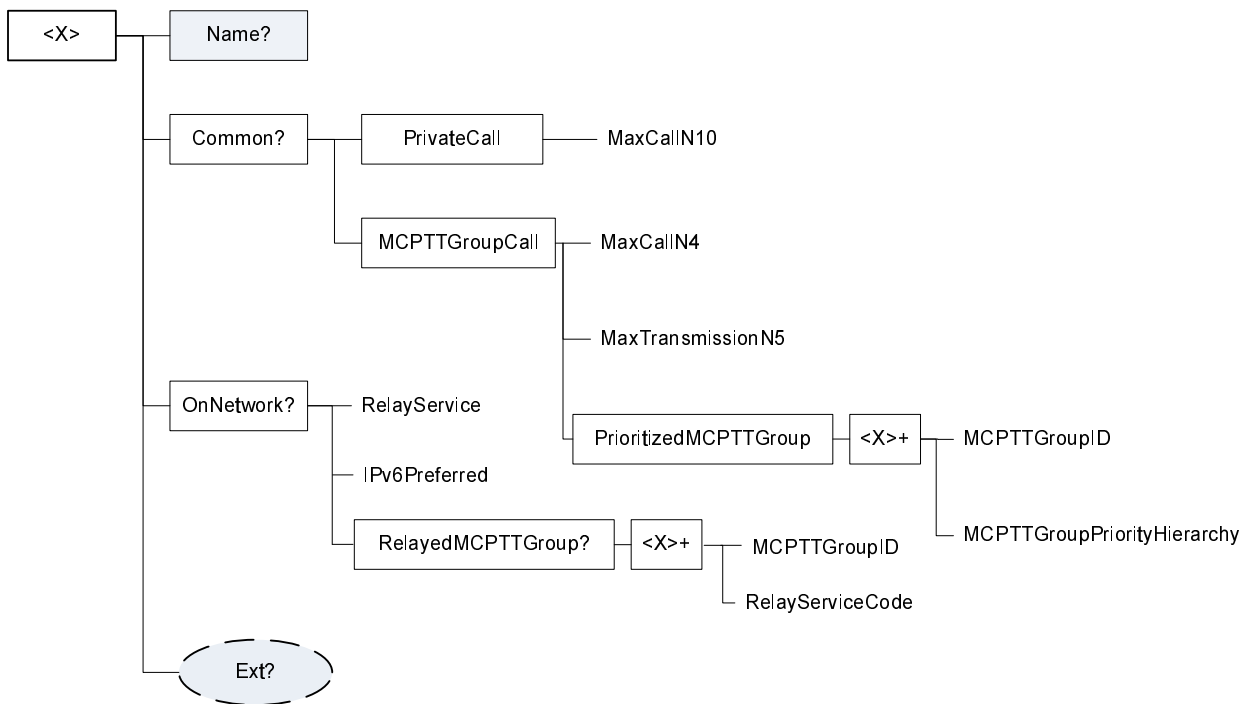 <X>
Name?
Common?
PrivateCall
MaxCallN10
MCPTTGroupCall
MaxCallN4
MaxTransmissionN5
OnNetwork?
RelayService
PrioritizedMCPTTGroup
<X>+
MCPTTGroupID
IPv6Preferred
RelayedMCPTTGroup?
<X>+
MCPTTGroupID
MCPTTGroupPriorityHierarchy
RelayServiceCode
Ext?